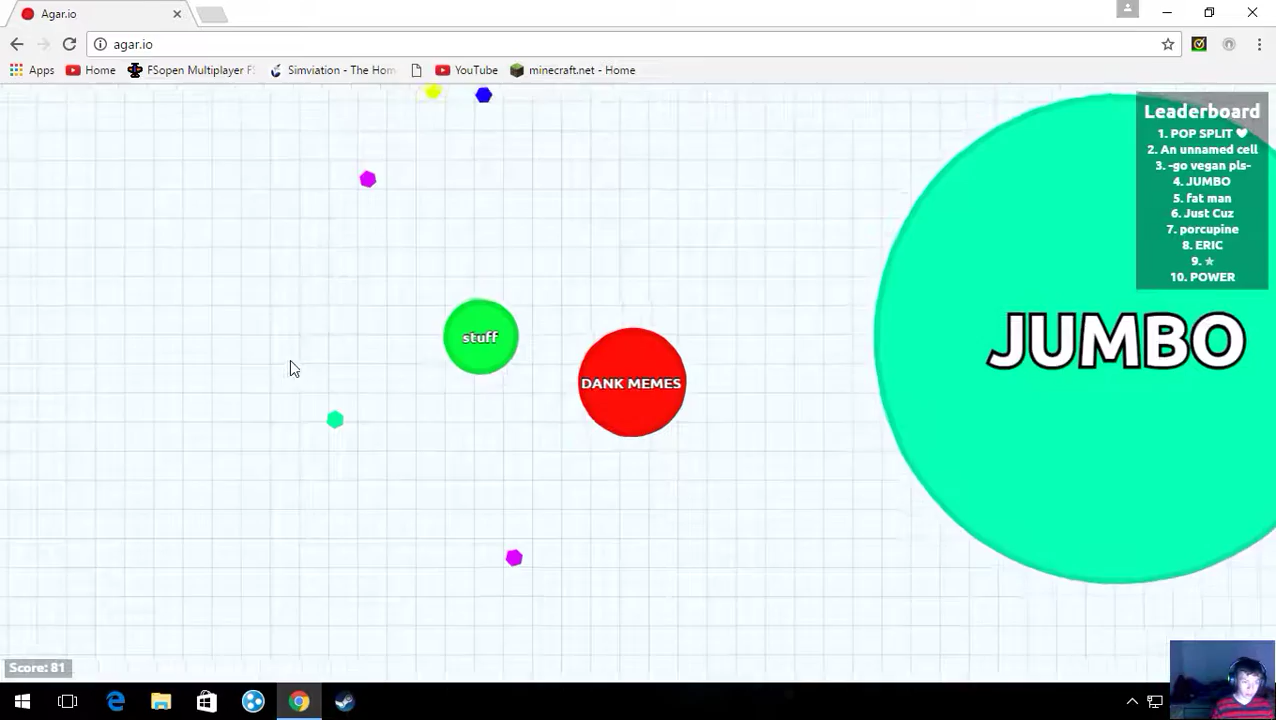 Agar.io
agar.io
Apps
Home
FSopen Multiplayer F
Simviation - The Hom
YouTube
minecraft.net - Home
Leaderboard
1. POP SPLIT ♥
2. An unnamed cell
3. -go vegan pls-
4. JUMBO
5. fat man
6. Just Cuz
7. porcupine
8. ERIC
9. ★
10. POWER
stuff
DANK MEMES
JUMBO
Score: 81